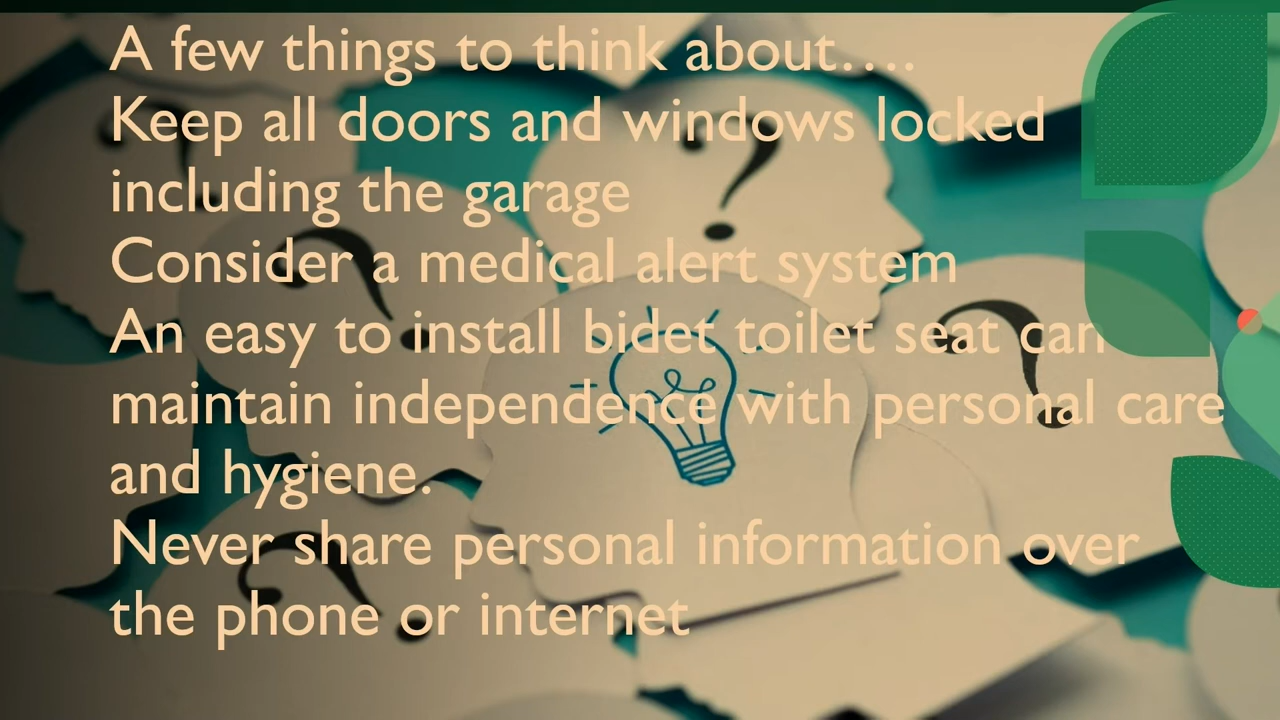 A few things to think about….
Keep all doors and windows locked
including the garage
Consider a medical alert system
An easy to install bidet toilet seat can
maintain independence with personal care
and hygiene.
Never share personal information over
the phone or internet